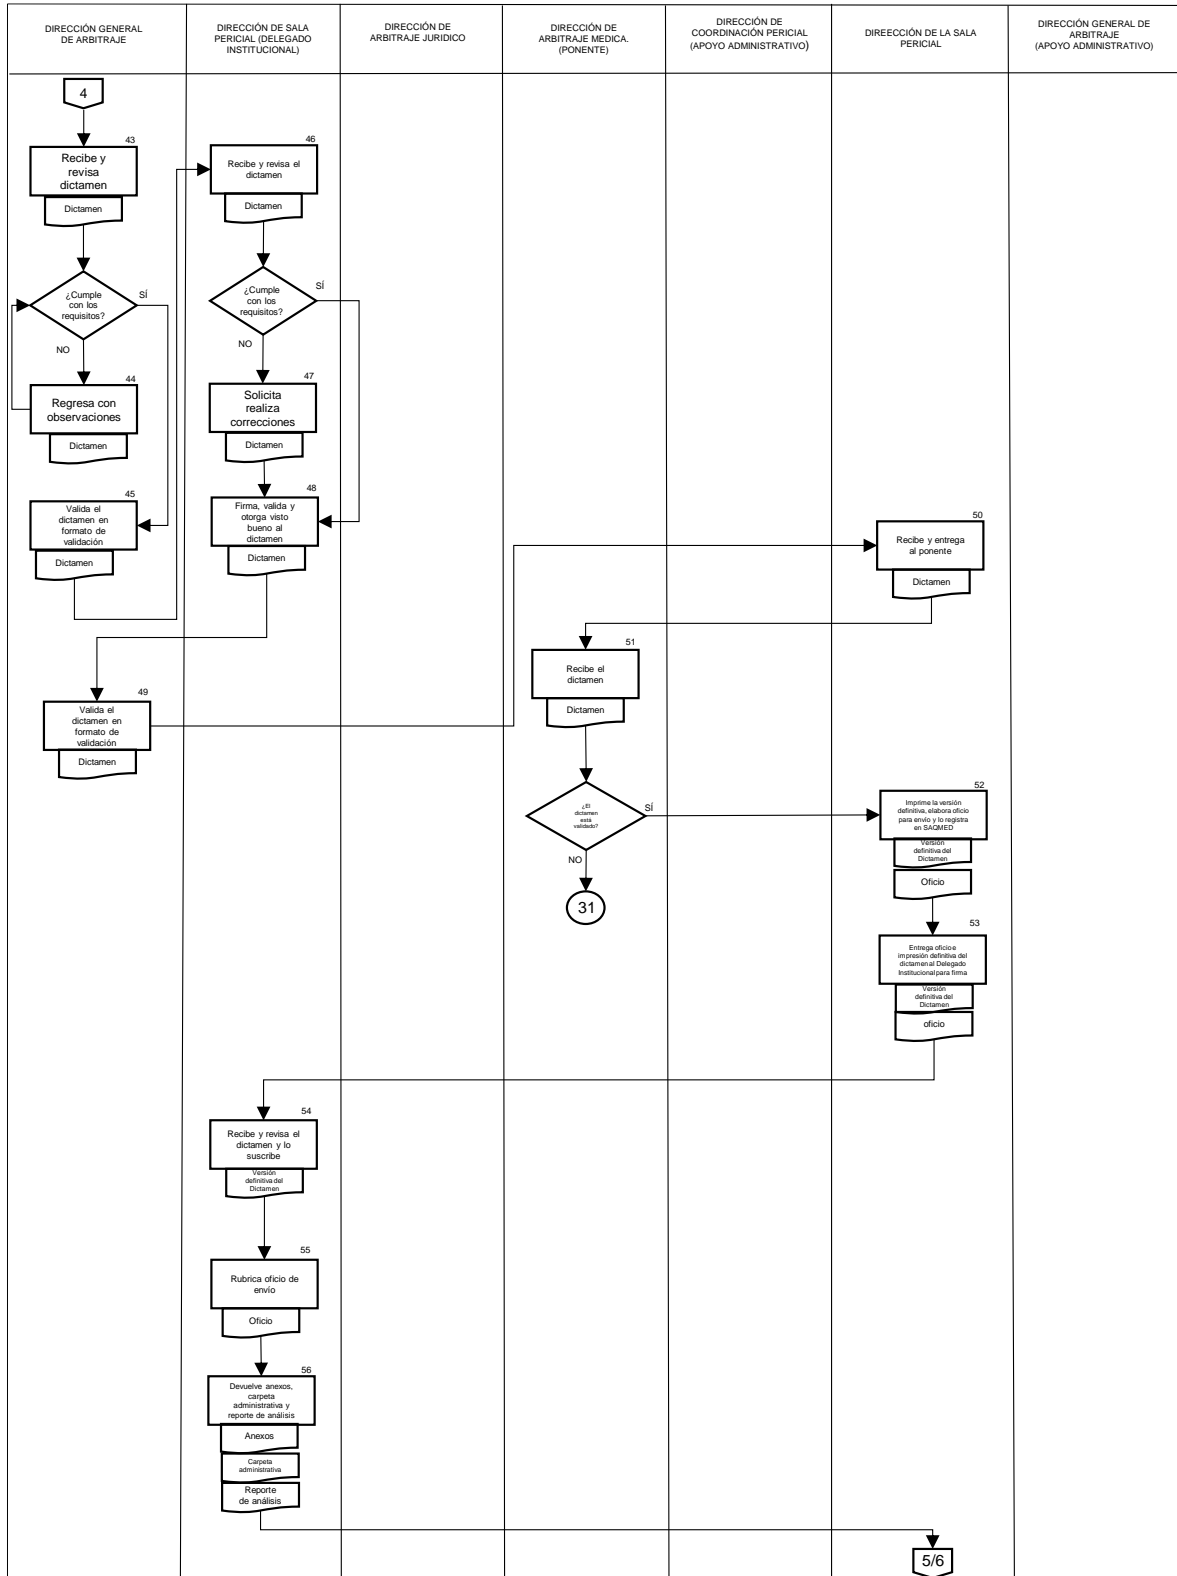 DIRECCIÓN GENERAL
DE ARBITRAJE
DIRECCIÓN DE SALA
PERICIAL (DELEGADO
INSTITUCIONAL)
DIRECCIÓN DE
ARBITRAJE JURIDICO
DIRECCIÓN DE
ARBITRAJE MEDICA.
(PONENTE)
DIRECCIÓN DE
COORDINACIÓN PERICIAL
(APOYO ADMINISTRATIVO)
DIREECCIÓN DE LA SALA
PERICIAL
DIRECCIÓN GENERAL DE
ARBITRAJE
(APOYO ADMINISTRATIVO)
4
43
Recibe y
revisa
dictamen
Dictamen
¿Cumple
con los
requisitos?
SÍ
NO
44
Regresa con
observaciones
Dictamen
45
Valida el
dictamen en
formato de
validación
Dictamen
46
Recibe y revisa el
dictamen
Dictamen
¿Cumple
con los
requisitos?
SÍ
NO
47
Solicita
realiza
correcciones
Dictamen
48
Firma, valida y
otorga visto
bueno al
dictamen
Dictamen
49
Valida el
dictamen en
formato de
validación
Dictamen
50
Recibe y entrega
al ponente
Dictamen
51
Recibe el
dictamen
Dictamen
¿El
dictamen
está
validado?
SÍ
NO
31
52
Imprime la versión
definitiva, elabora oficio
para envío y lo registra
en SAQMED
Versión
definitiva del
Dictamen
Oficio
53
Entrega oficio e
impresión definitiva del
dictamen al Delegado
Institucional para firma
Versión
definitiva del
Dictamen
oficio
54
Recibe y revisa el
dictamen y lo
suscribe
Versión
definitiva del
Dictamen
55
Rubrica oficio de
envío
Oficio
56
Devuelve anexos,
carpeta
administrativa y
reporte de análisis
Anexos
Carpeta
administrativa
Reporte
de análisis
5/6